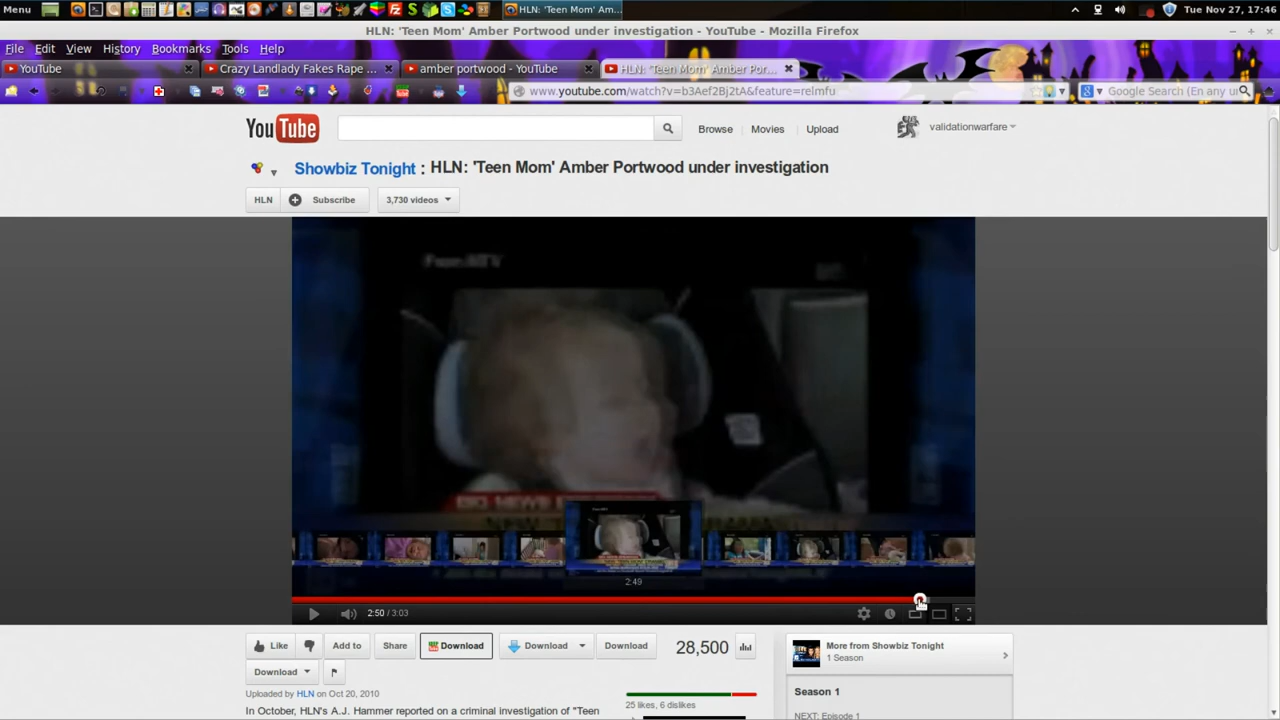 Menu HLN: 'Teen Mom' Am... Tue Nov 27, 17:46
HLN: 'Teen Mom' Amber Portwood under investigation - YouTube - Mozilla Firefox
File Edit View History Bookmarks Tools Help
YouTube Crazy Landlady Fakes Rape ... amber portwood - YouTube HLN: 'Teen Mom' Amber Por...
www.youtube.com/watch?v=b3Aef2Bj2tA&feature=relmfu Google Search (En any ur
YouTube Browse Movies Upload validationwarfare
Showbiz Tonight : HLN: 'Teen Mom' Amber Portwood under investigation
HLN Subscribe 3,730 videos
From MTV
2:49
2:50 / 3:03
Like Add to Share Download Download Download 28,500
More from Showbiz Tonight
1 Season
Download
Season 1
Uploaded by HLN on Oct 20, 2010
25 likes, 6 dislikes
In October, HLN's A.J. Hammer reported on a criminal investigation of "Teen
NEXT: Episode 1